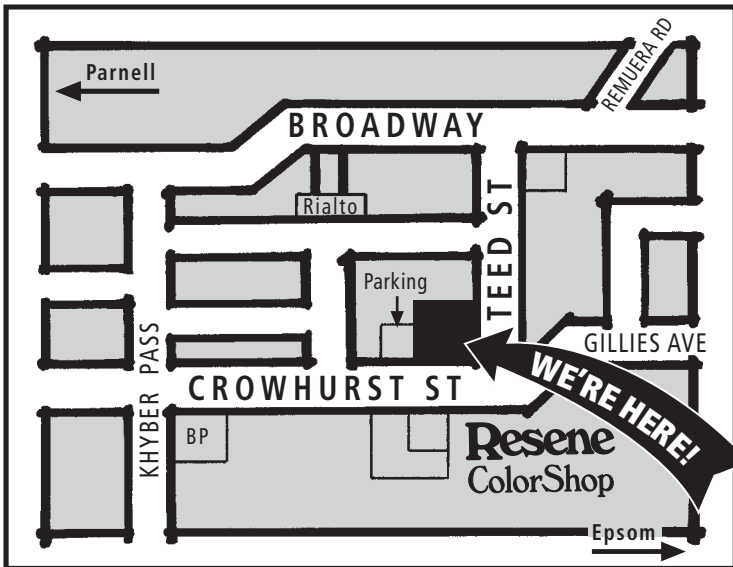 REMUERA RD
Parnell
BROADWAY
Rialto
TEED ST
Parking
GILLIES AVE
KHYBER PASS
CROWHURST ST
WE'RE HERE!
BP
Resene
ColorShop
Epsom